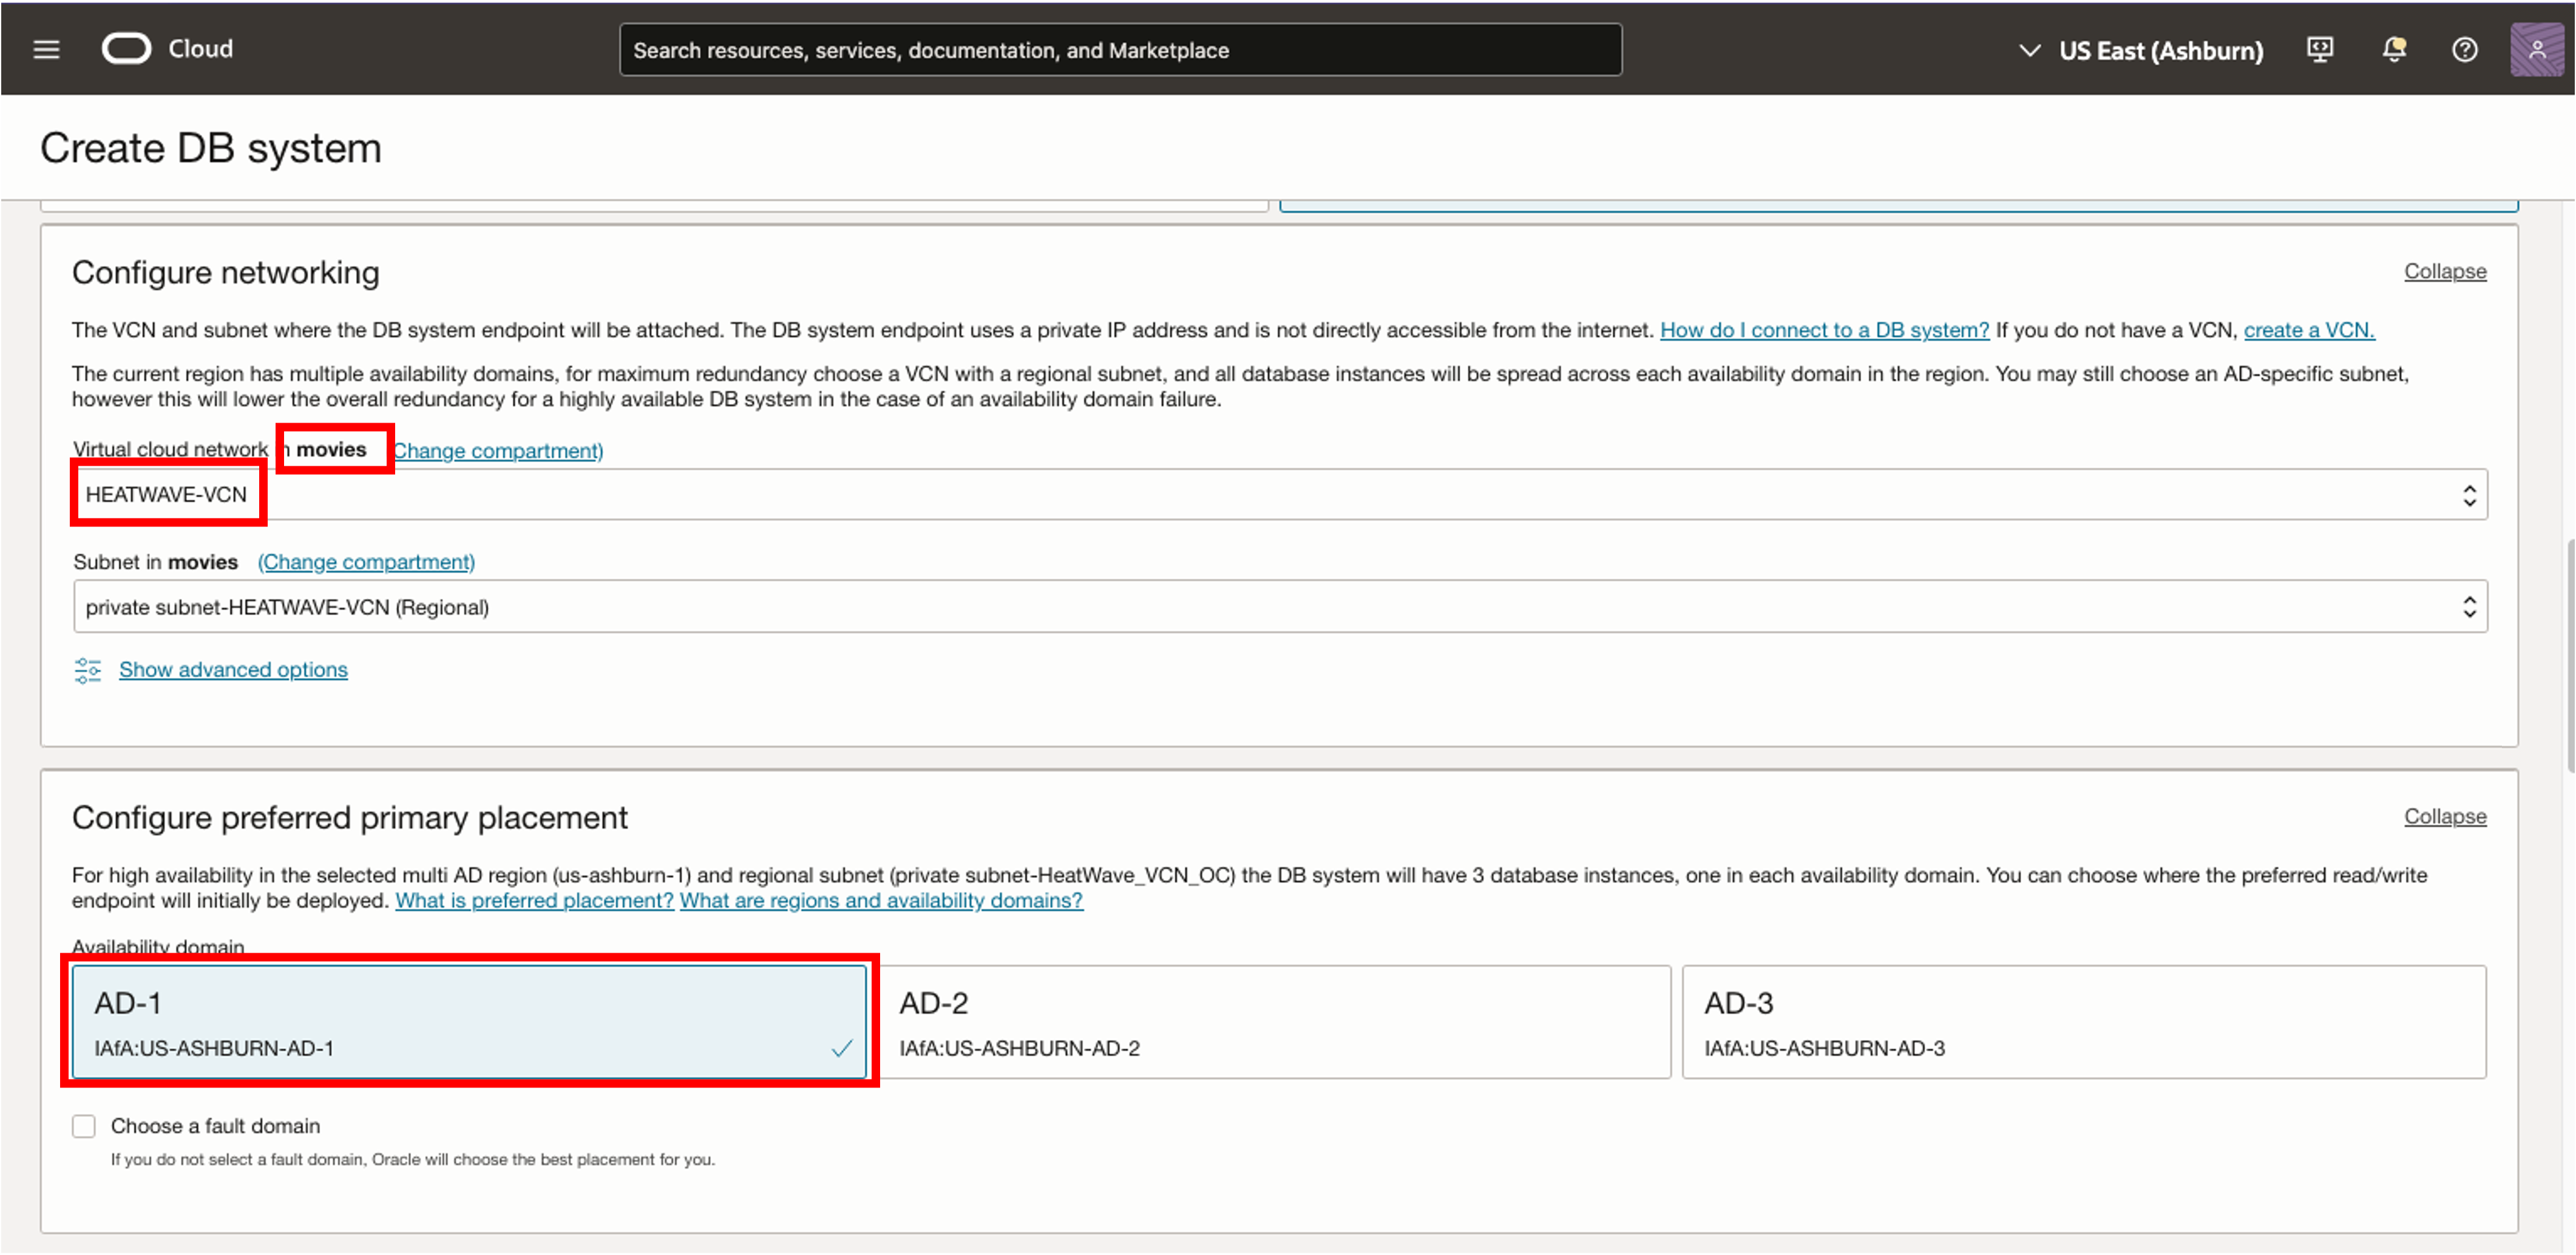 Cloud
Search resources, services, documentation, and Marketplace
US East (Ashburn)
Create DB system
Configure networking
Collapse
The VCN and subnet where the DB system endpoint will be attached. The DB system endpoint uses a private IP address and is not directly accessible from the internet. How do I connect to a DB system? If you do not have a VCN, create a VCN.
The current region has multiple availability domains, for maximum redundancy choose a VCN with a regional subnet, and all database instances will be spread across each availability domain in the region. You may still choose an AD-specific subnet,
however this will lower the overall redundancy for a highly available DB system in the case of an availability domain failure.
Virtual cloud network movies Change compartment)
HEATWAVE-VCN
Subnet in movies (Change compartment)
private subnet-HEATWAVE-VCN (Regional)
Show advanced options
Configure preferred primary placement
Collapse
For high availability in the selected multi AD region (us-ashburn-1) and regional subnet (private subnet-HeatWave_VCN_OC) the DB system will have 3 database instances, one in each availability domain. You can choose where the preferred read/write
endpoint will initially be deployed. What is preferred placement? What are regions and availability domains?
Availability domain
AD-1
IAfA:US-ASHBURN-AD-1
AD-2
IAfA:US-ASHBURN-AD-2
AD-3
IAfA:US-ASHBURN-AD-3
Choose a fault domain
If you do not select a fault domain, Oracle will choose the best placement for you.